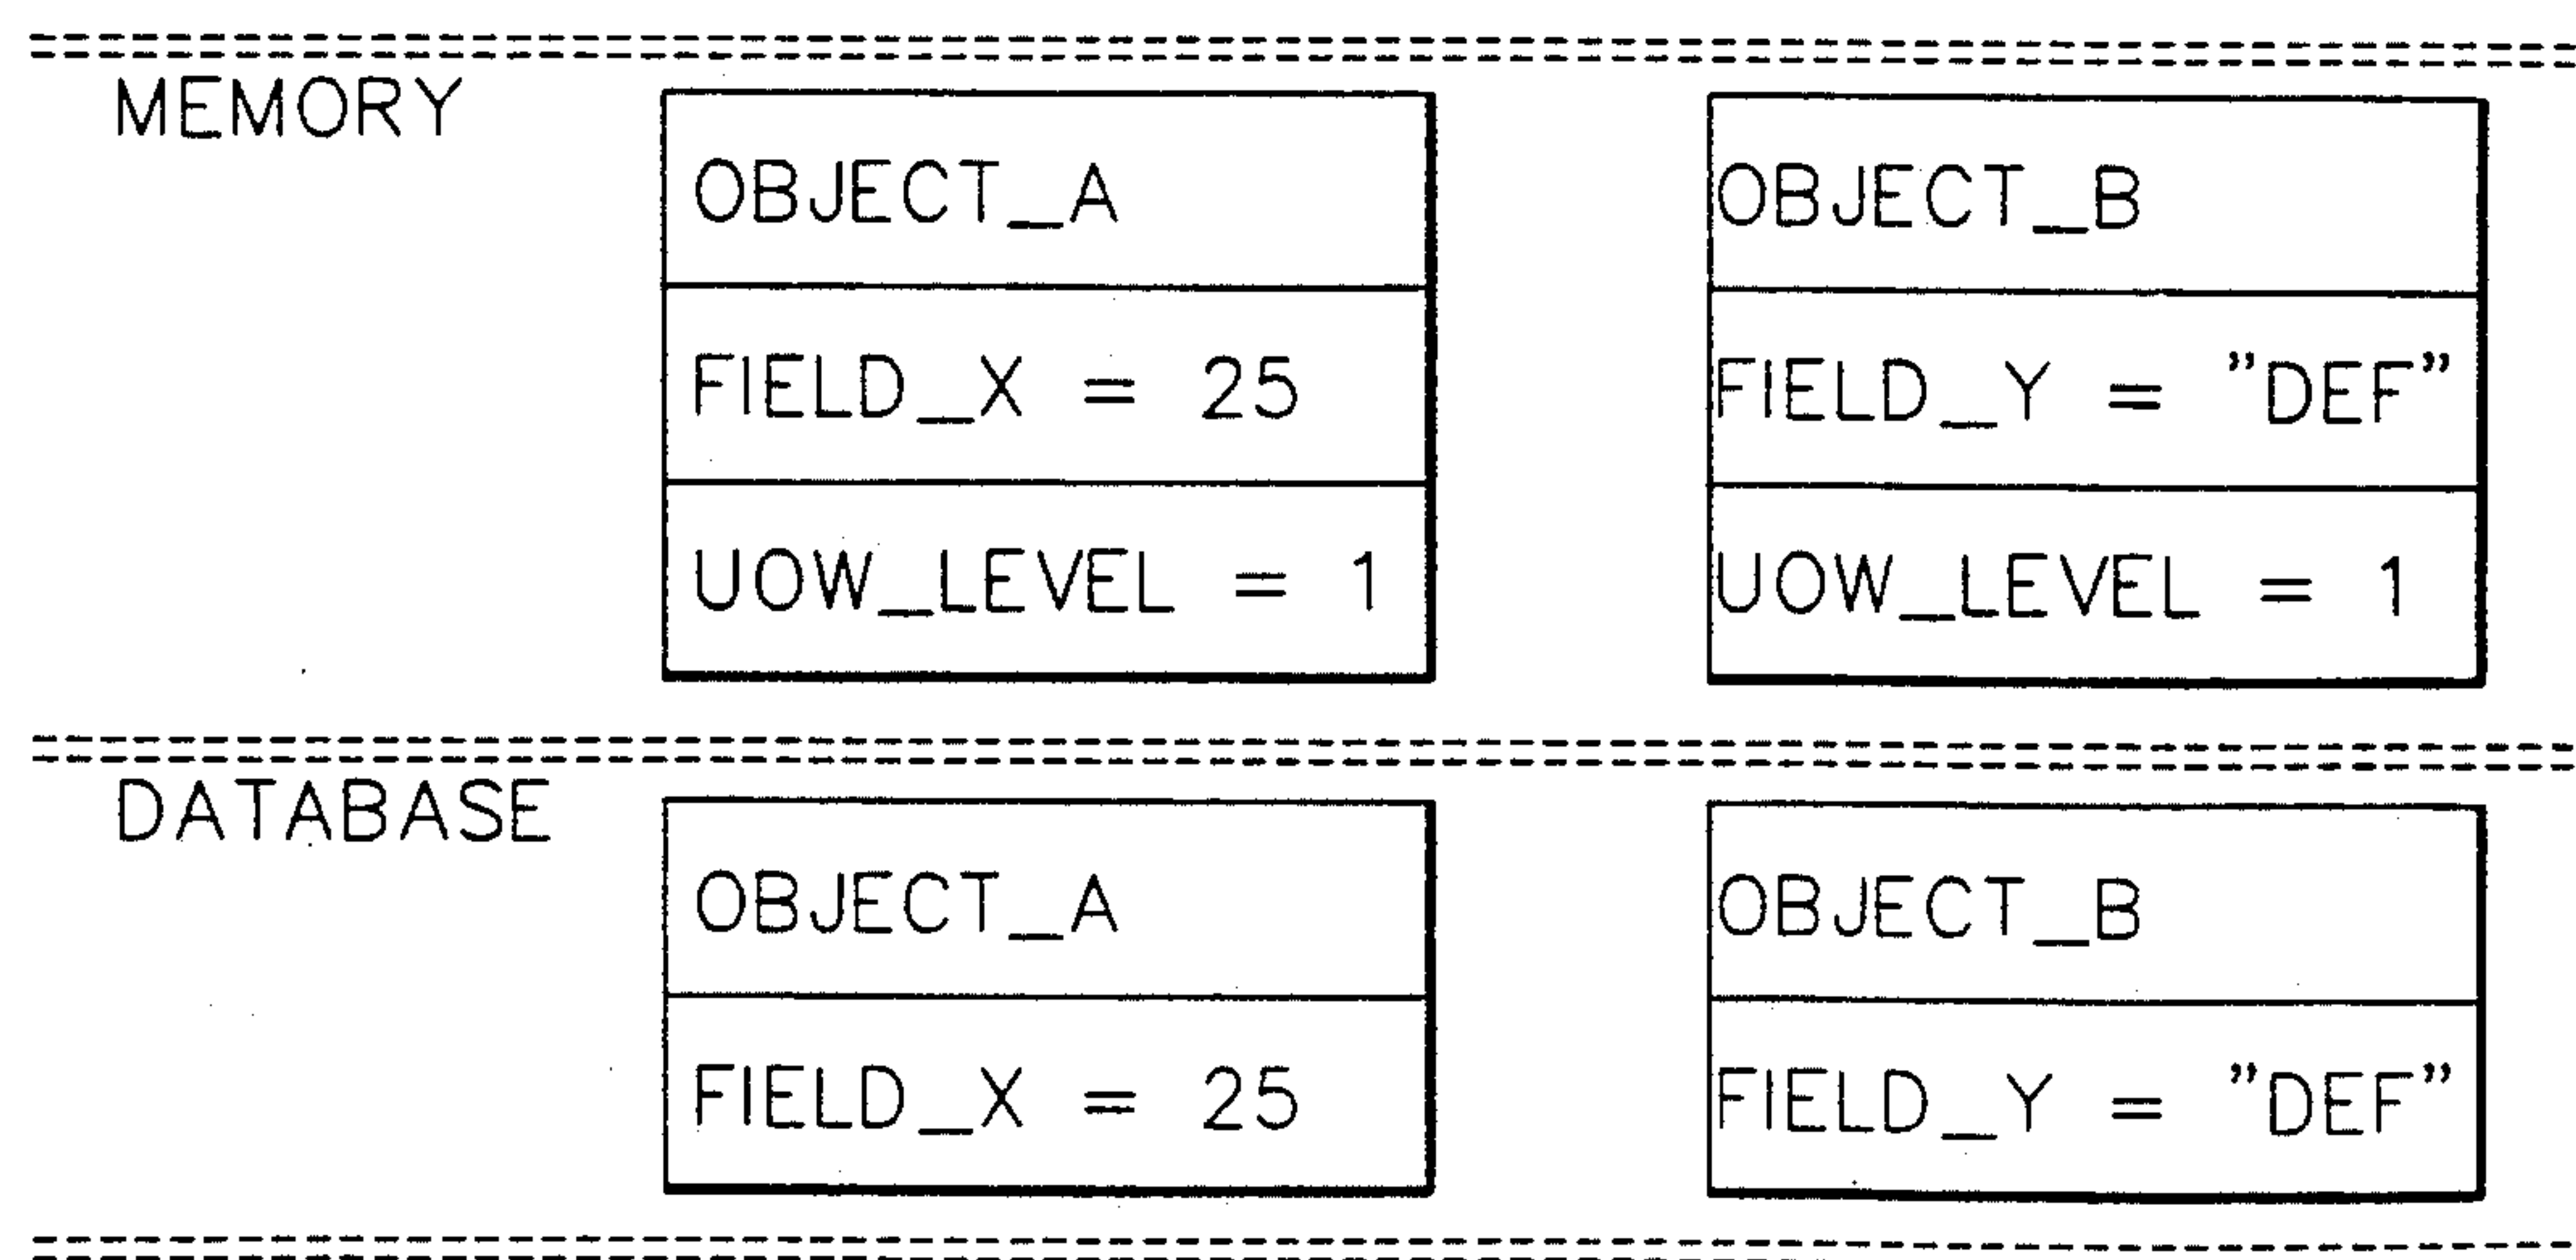 MEMORY
OBJECT_A
FIELD_X = 25
UOW_LEVEL = 1
OBJECT_B
FIELD_Y = "DEF"
UOW_LEVEL = 1
DATABASE
OBJECT_A
FIELD_X = 25
OBJECT_B
FIELD_Y = "DEF"